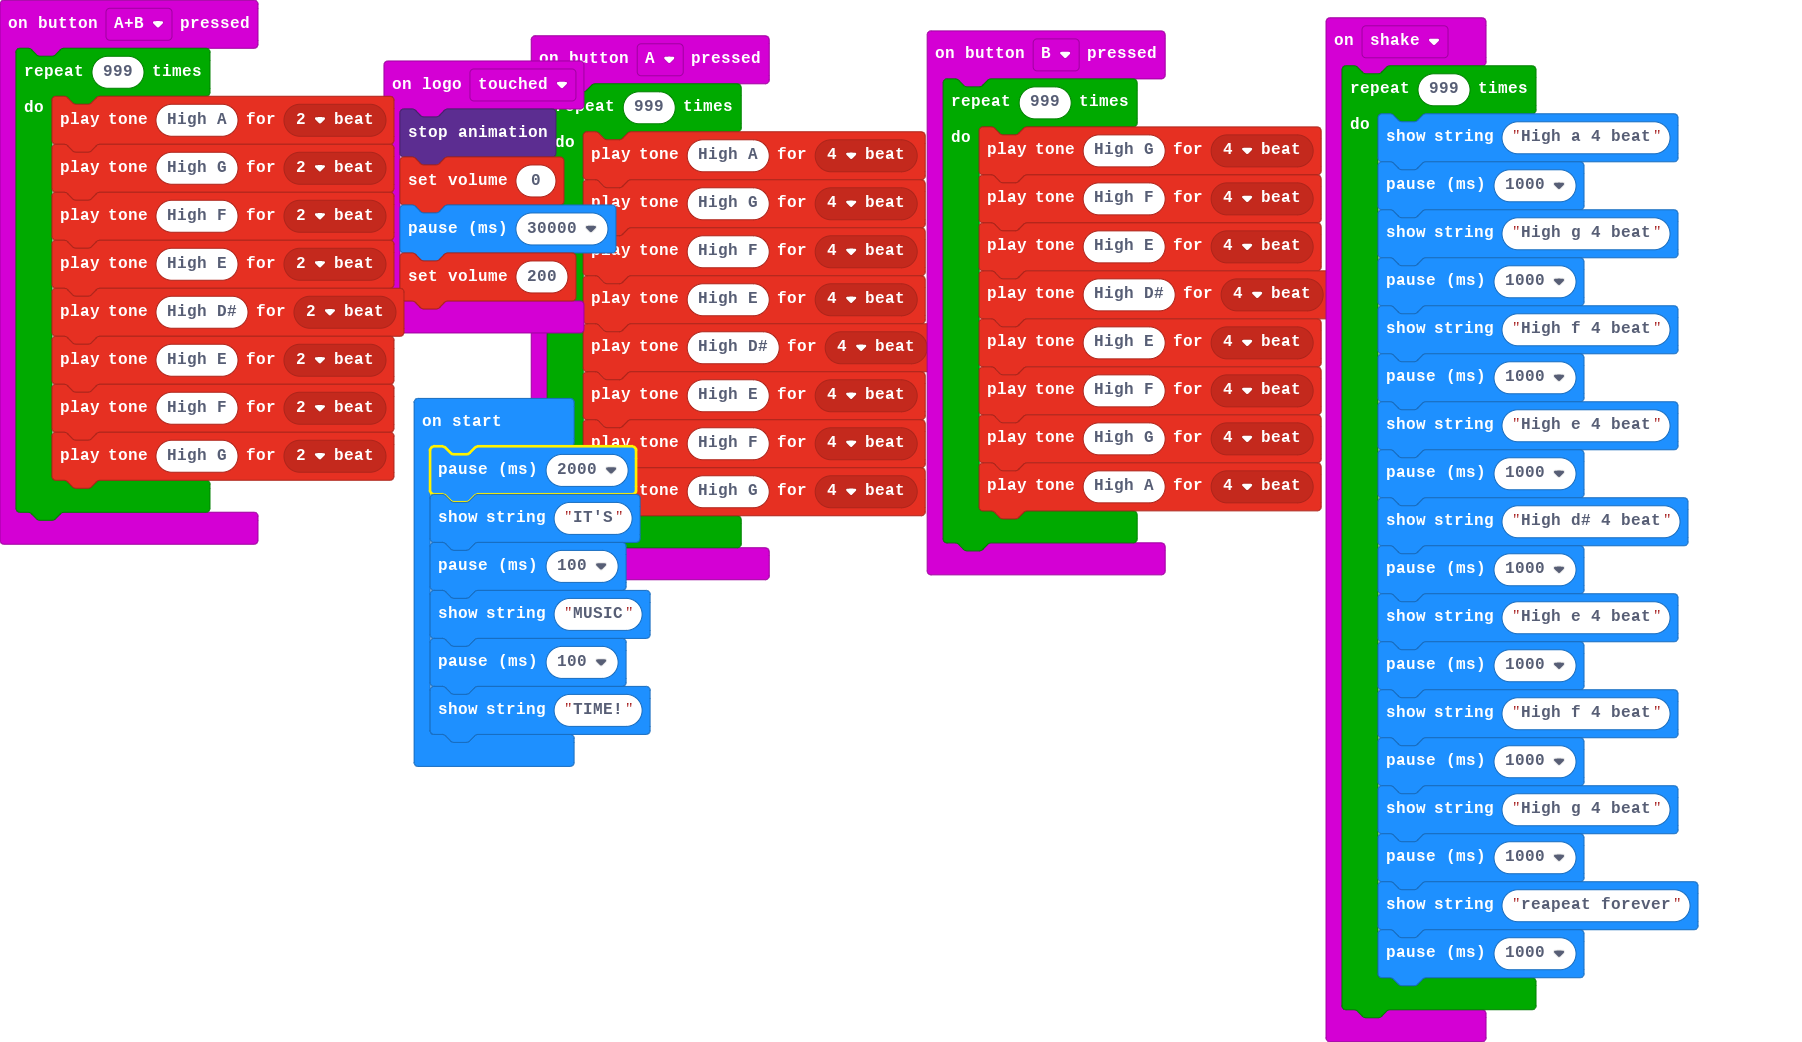 on button A+B pressed
repeat 999 times
do
play tone High A for 2 beat
play tone High G for 2 beat
play tone High F for 2 beat
play tone High E for 2 beat
play tone High D# for 2 beat
play tone High E for 2 beat
play tone High F for 2 beat
play tone High G for 2 beat
on logo touched
stop animation
set volume 0
pause (ms) 30000
set volume 200
on start
pause (ms) 2000
show string "IT'S"
pause (ms) 100
show string "MUSIC"
pause (ms) 100
show string "TIME!"
on button A pressed
repeat 999 times
do
play tone High A for 4 beat
play tone High G for 4 beat
play tone High F for 4 beat
play tone High E for 4 beat
play tone High D# for 4 beat
play tone High E for 4 beat
play tone High F for 4 beat
tone High G for 4 beat
on button B pressed
repeat 999 times
do
play tone High G for 4 beat
play tone High F for 4 beat
play tone High E for 4 beat
play tone High D# for 4 beat
play tone High E for 4 beat
play tone High F for 4 beat
play tone High G for 4 beat
play tone High A for 4 beat
on shake
repeat 999 times
do
show string "High a 4 beat"
pause (ms) 1000
show string "High g 4 beat"
pause (ms) 1000
show string "High f 4 beat"
pause (ms) 1000
show string "High e 4 beat"
pause (ms) 1000
show string "High d# 4 beat"
pause (ms) 1000
show string "High e 4 beat"
pause (ms) 1000
show string "High f 4 beat"
pause (ms) 1000
show string "High g 4 beat"
pause (ms) 1000
show string "reapeat forever"
pause (ms) 1000